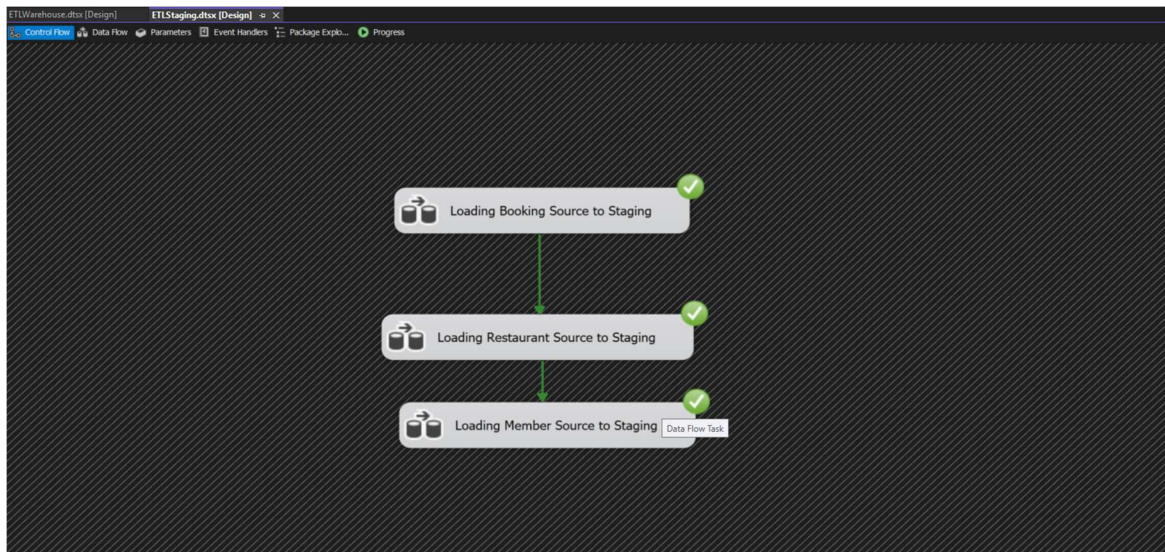 ETLWarehouse.dtsx [Design] ETLStaging.dtsx [Design]
Control Flow Data Flow Parameters Event Handlers Package Explo... Progress
Loading Booking Source to Staging
Loading Restaurant Source to Staging
Loading Member Source to Staging
Data Flow Task